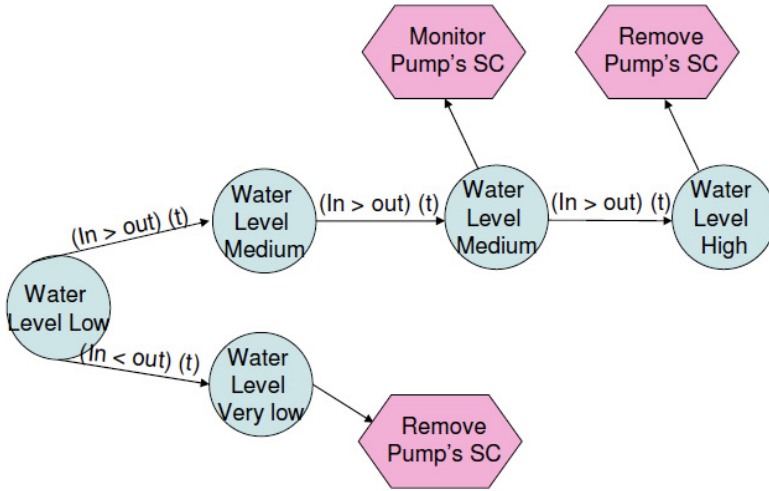 Monitor
Pump's SC
Remove
Pump's SC
Water
Level
Medium
(In > out) (t)
Water
Level
Medium
(In > out) (t)
Water
Level
High
(In > out) (t)
Water
Level Low
(In < out) (t)
Water
Level
Very low
Remove
Pump's SC